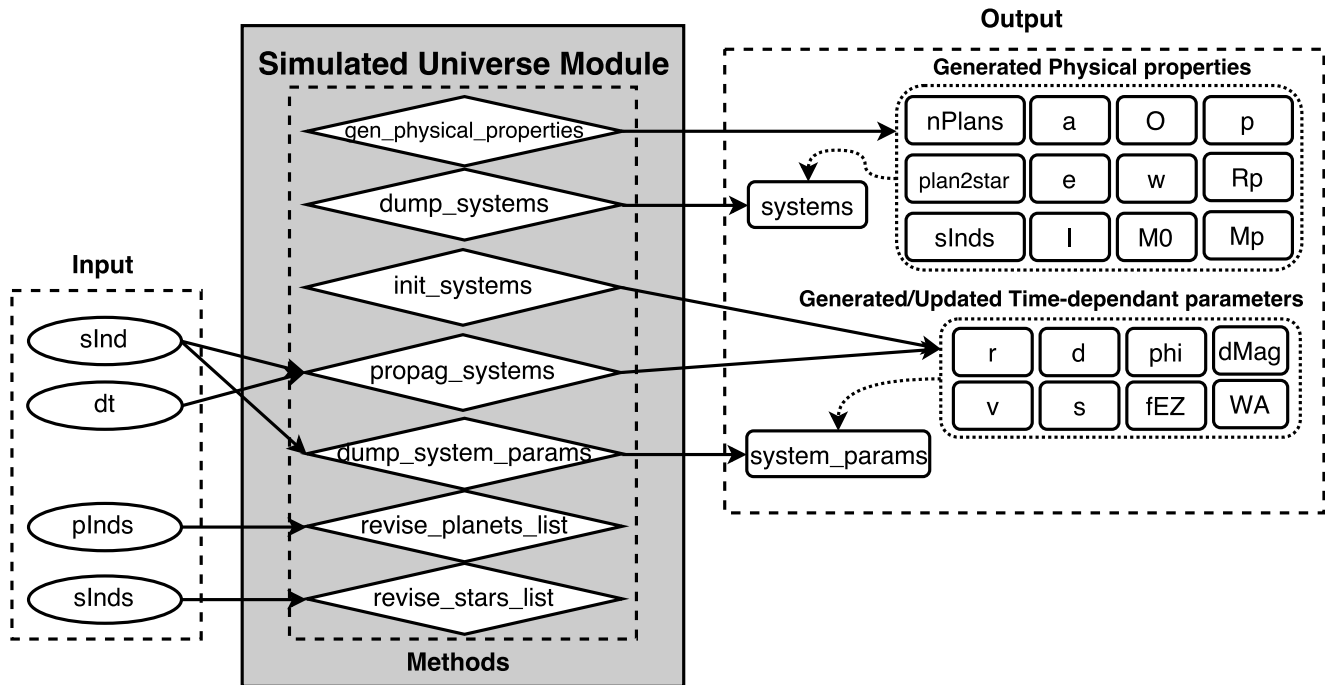 Output
Simulated Universe Module
Generated Physical properties
gen_physical_properties
nPlans a O p
dump_systems
systems
plan2star e w Rp
sInds I M0 Mp
Input
init_systems
Generated/Updated Time-dependant parameters
sInd
propag_systems
r d phi dMag
dt
v s fEZ WA
dump_system_params
system_params
pInds
revise_planets_list
sInds
revise_stars_list
Methods